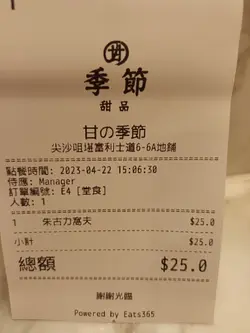 甘
季節
甜品
甘の季節
尖沙咀堪富利士道6-6A地舖
點餐時間: 2023-04-22 15:06:30
侍應: Manager
訂單編號: E4 [堂食]
人數: 1
1 朱古力窩夫 $25.0
小計 $25.0
總額 $25.0
謝謝光臨
Powered by Eats365